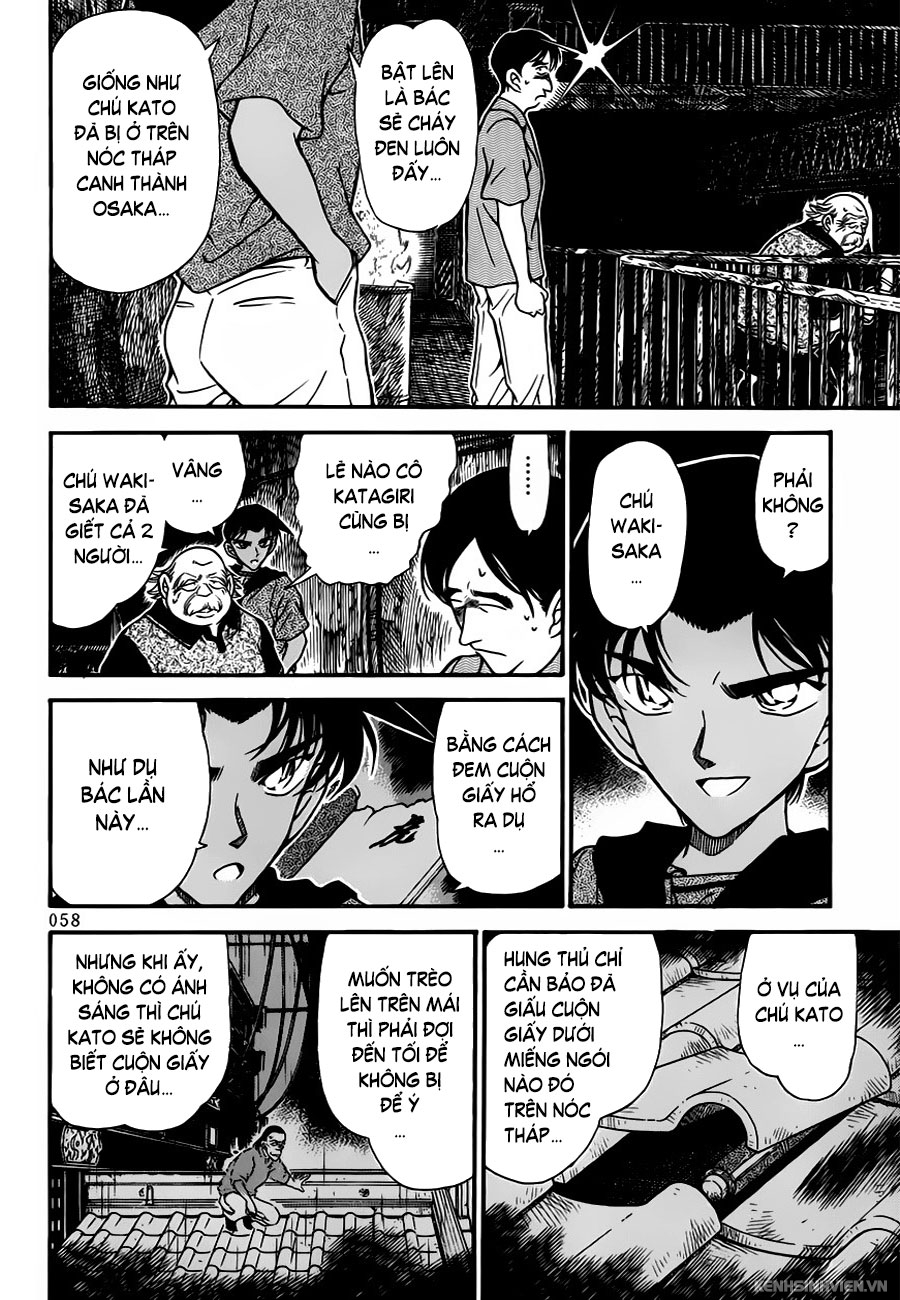 BẬT LÊN
LÀ BÁC
SẼ CHÁY
ĐEN LUÔN
ĐẤY...
GIỐNG NHƯ
CHÚ KATO
ĐÃ BỊ Ở TRÊN
NÓC THÁP
CANH THÀNH
OSAKA...
PHẢI
KHÔNG
?
CHÚ
WAKI-
SAKA
...
......
LẼ NÀO CÔ
KATAGIRI
CŨNG BỊ
...
VÂNG
...
CHÚ WAKI-
SAKA ĐÃ
GIẾT CẢ 2
NGƯỜI...
BẰNG CÁCH
ĐEM CUỘN
GIẤY HỔ
RA DỤ
...
NHƯ DỤ
BÁC LẦN
NÀY...
058
Ở VỤ CỦA
CHÚ KATO
...
HUNG THỦ CHỈ
CẦN BẢO ĐÃ
GIẤU CUỘN
GIẤY DƯỚI
MIẾNG NGÓI
NÀO ĐÓ
TRÊN NÓC
THÁP...
MUỐN TRÈO
LÊN TRÊN MÁI
THÌ PHẢI ĐỢI
ĐẾN TỐI ĐỂ
KHÔNG BỊ
ĐỂ Ý
...
NHƯNG KHI ẤY,
KHÔNG CÓ ÁNH
SÁNG THÌ CHÚ
KATO SẼ KHÔNG
BIẾT CUỘN GIẤY
Ở ĐÂU...
KENHSINHVIEN.VN